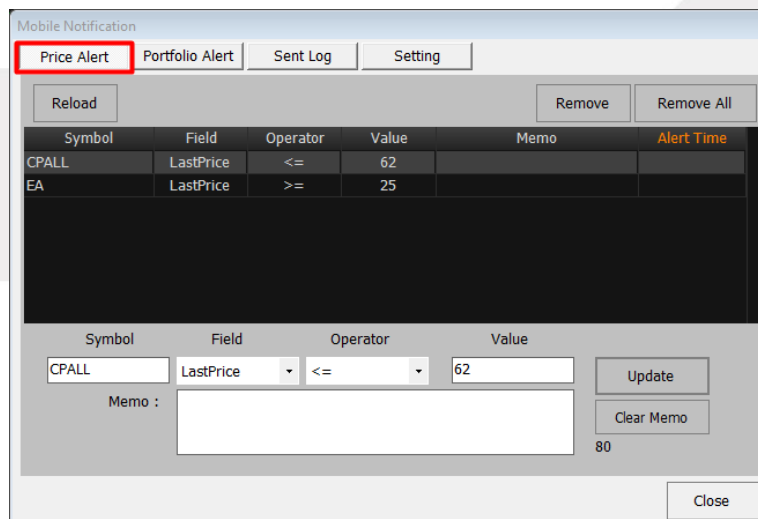 Mobile Notification
Price Alert Portfolio Alert Sent Log Setting
Reload Remove Remove All
Symbol Field Operator Value Memo Alert Time
CPALL LastPrice <= 62
EA LastPrice >= 25
Symbol Field Operator Value
CPALL LastPrice <= 62
Update
Memo :
Clear Memo
80
Close